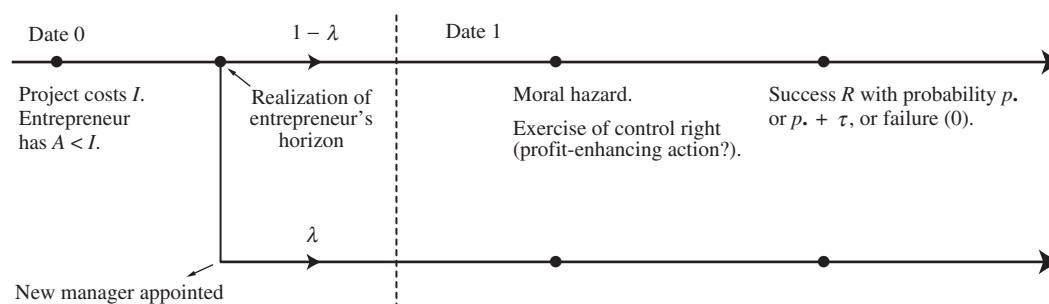 Date 0
1 − λ
Date 1
Project costs I.
Entrepreneur
has A < I.
Realization of
entrepreneur's
horizon
Moral hazard.
Exercise of control right
(profit-enhancing action?).
Success R with probability p.
or p. + τ, or failure (0).
λ
New manager appointed